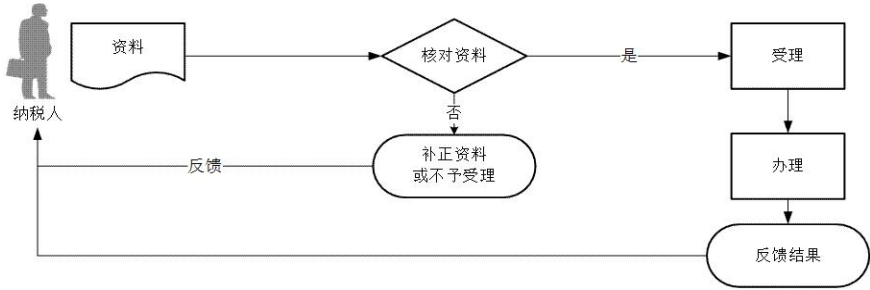 资料
核对资料
是
受理
纳税人
否
补正资料
或不予受理
反馈
办理
反馈结果